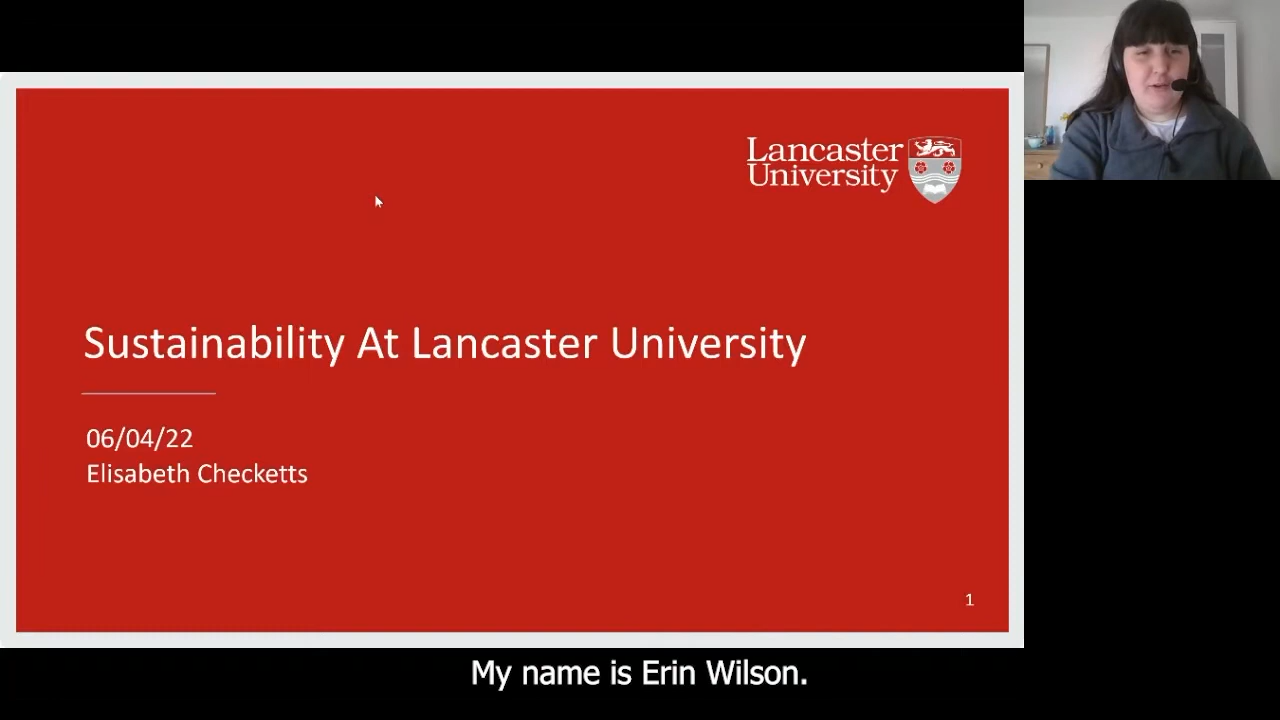 Lancaster
University
Sustainability At Lancaster University
06/04/22
Elisabeth Checketts
1
My name is Erin Wilson.